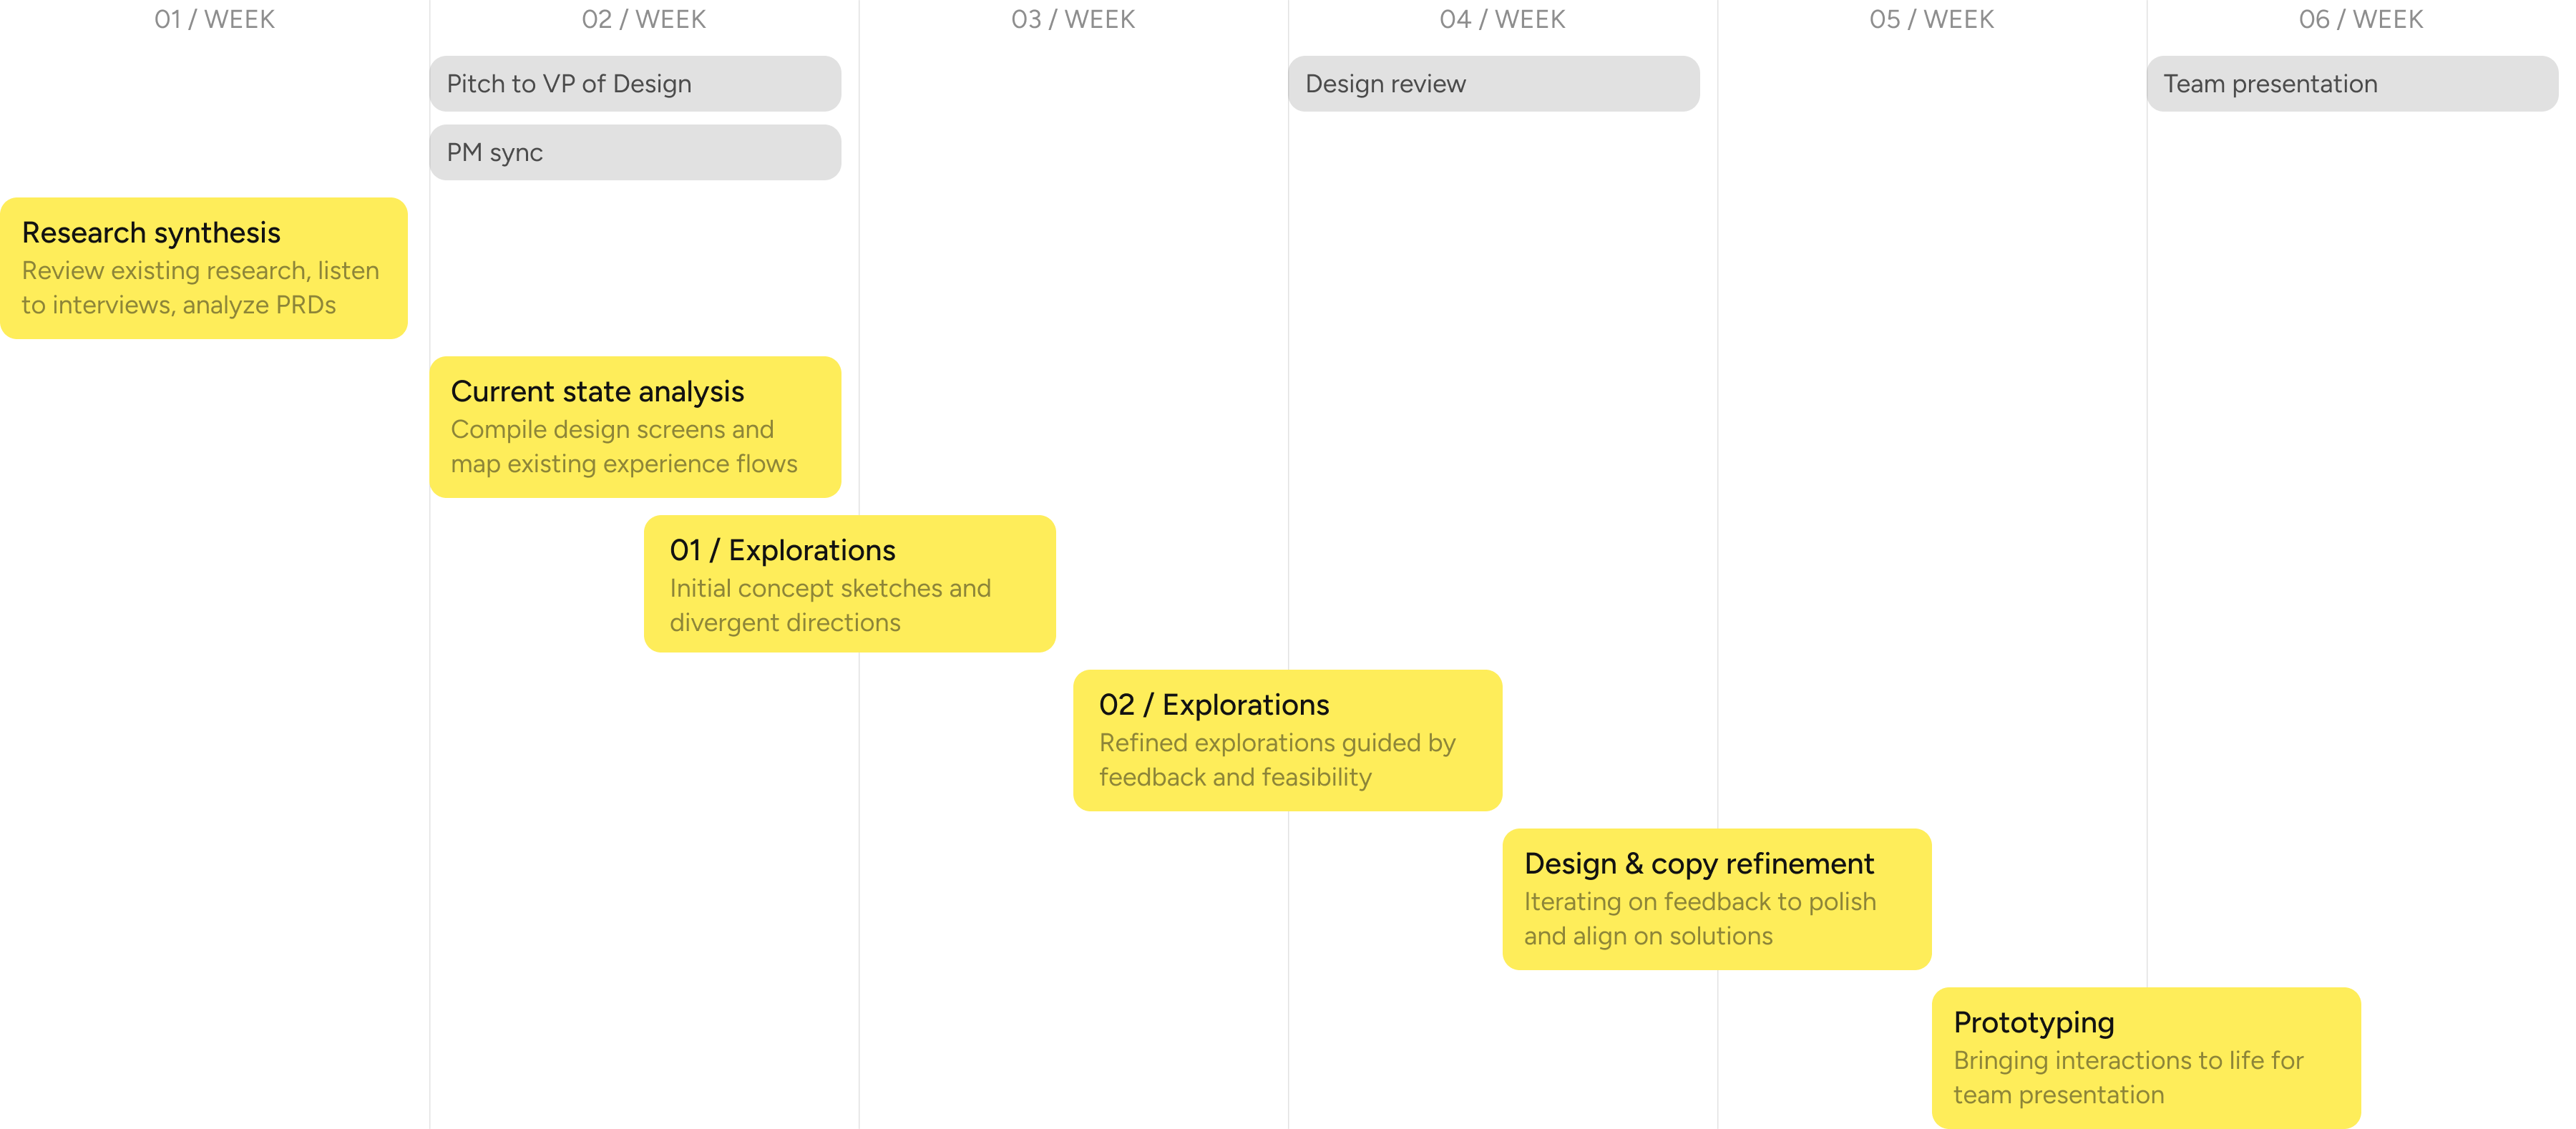 01 / WEEK
02 / WEEK
03 / WEEK
04 / WEEK
05 / WEEK
06 / WEEK
Pitch to VP of Design
Design review
Team presentation
PM sync
Research synthesis
Review existing research, listen
to interviews, analyze PRDs
Current state analysis
Compile design screens and
map existing experience flows
01 / Explorations
Initial concept sketches and
divergent directions
02 / Explorations
Refined explorations guided by
feedback and feasibility
Design & copy refinement
Iterating on feedback to polish
and align on solutions
Prototyping
Bringing interactions to life for
team presentation